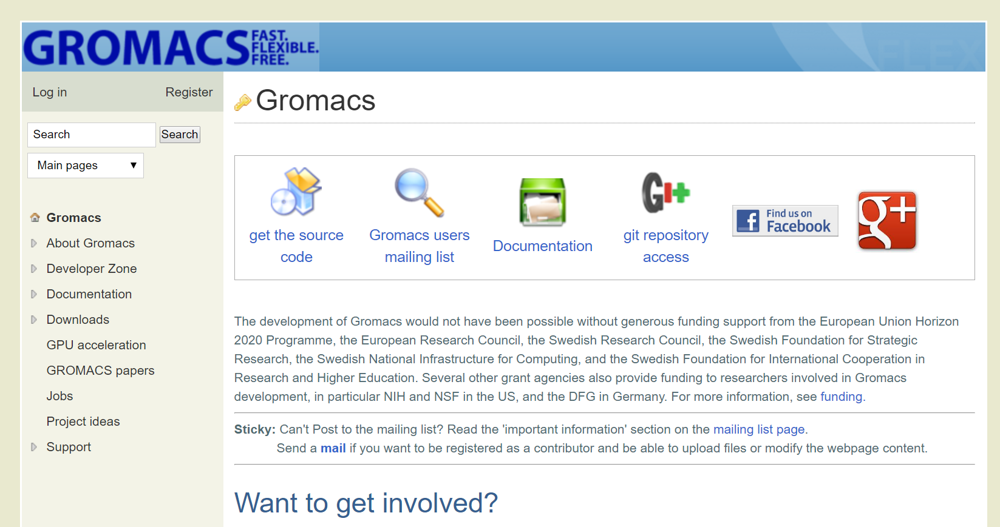 GROMACS FAST.
FLEXIBLE.
FREE.
FLEX
Log in Register
Search Search
Main pages
Gromacs
About Gromacs
Developer Zone
Documentation
Downloads
GPU acceleration
GROMACS papers
Jobs
Project ideas
Support
Gromacs
get the source
code
Gromacs users
mailing list
Documentation
GIt
git repository
access
f Find us on
Facebook
g+
The development of Gromacs would not have been possible without generous funding support from the European Union Horizon
2020 Programme, the European Research Council, the Swedish Research Council, the Swedish Foundation for Strategic
Research, the Swedish National Infrastructure for Computing, and the Swedish Foundation for International Cooperation in
Research and Higher Education. Several other grant agencies also provide funding to researchers involved in Gromacs
development, in particular NIH and NSF in the US, and the DFG in Germany. For more information, see funding.
Sticky: Can't Post to the mailing list? Read the 'important information' section on the mailing list page.
Send a mail if you want to be registered as a contributor and be able to upload files or modify the webpage content.
Want to get involved?